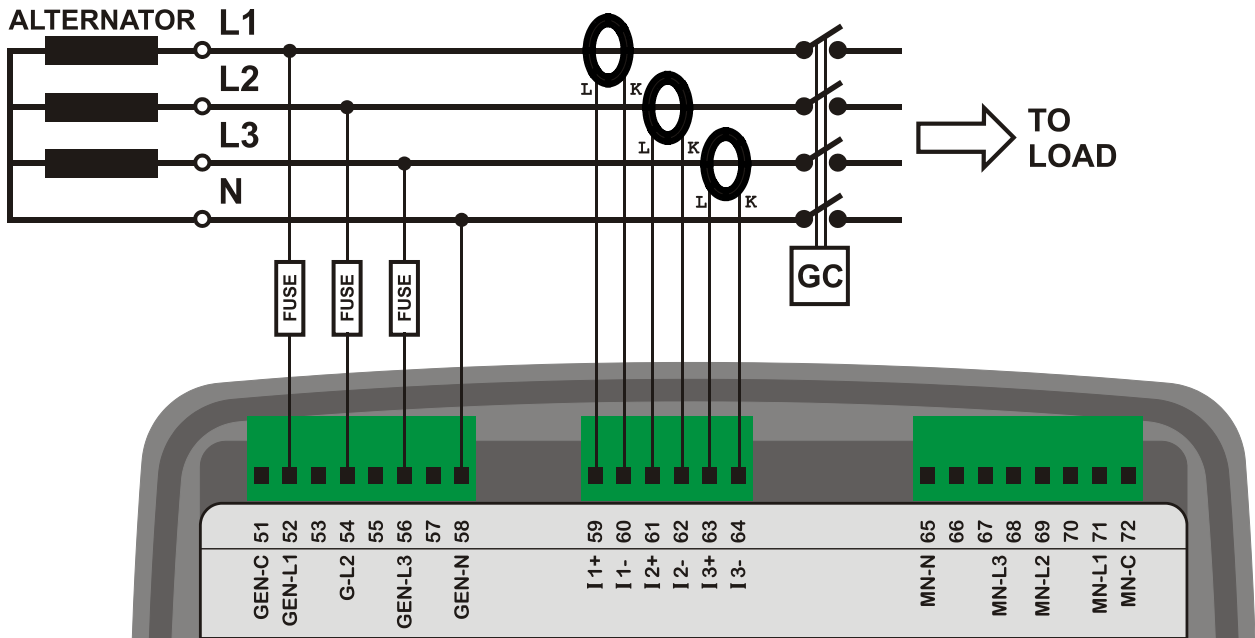 ALTERNATOR
L1
L2
L3
N
L K
L K
L K
TO
LOAD
GC
FUSE
FUSE
FUSE
51 52 53 54 55 56 57 58
GEN-C
GEN-L1
G-L2
GEN-L3
GEN-N
59 60 61 62 63 64
I1+
I1-
I2+
I2-
I3+
I3-
65 66 67 68 69 70 71 72
MN-N
MN-L3
MN-L2
MN-L1
MN-C